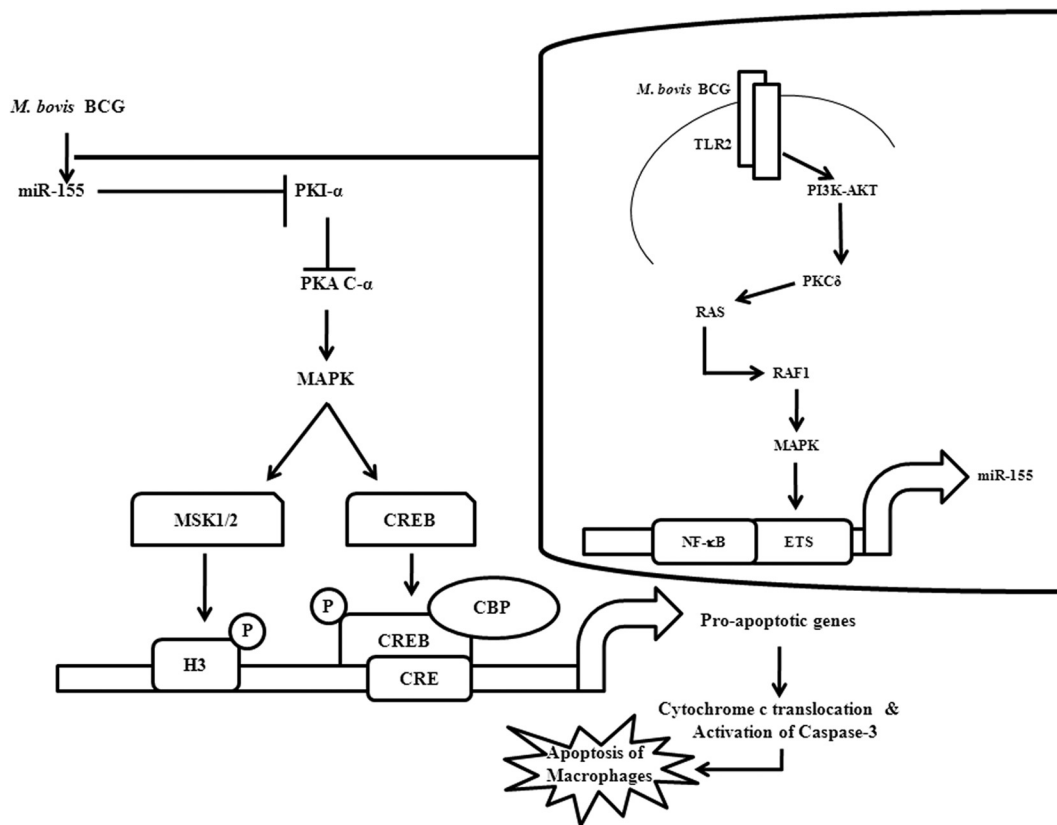 M. bovis BCG
miR-155
PKI-α
PKA C-α
MAPK
MSK1/2
CREB
P
H3
P
CREB
CBP
CRE
M. bovis BCG
TLR2
PI3K-AKT
PKCδ
RAS
RAF1
MAPK
NF-κB
ETS
miR-155
Pro-apoptotic genes
Cytochrome c translocation &
Activation of Caspase-3
Apoptosis of
Macrophages